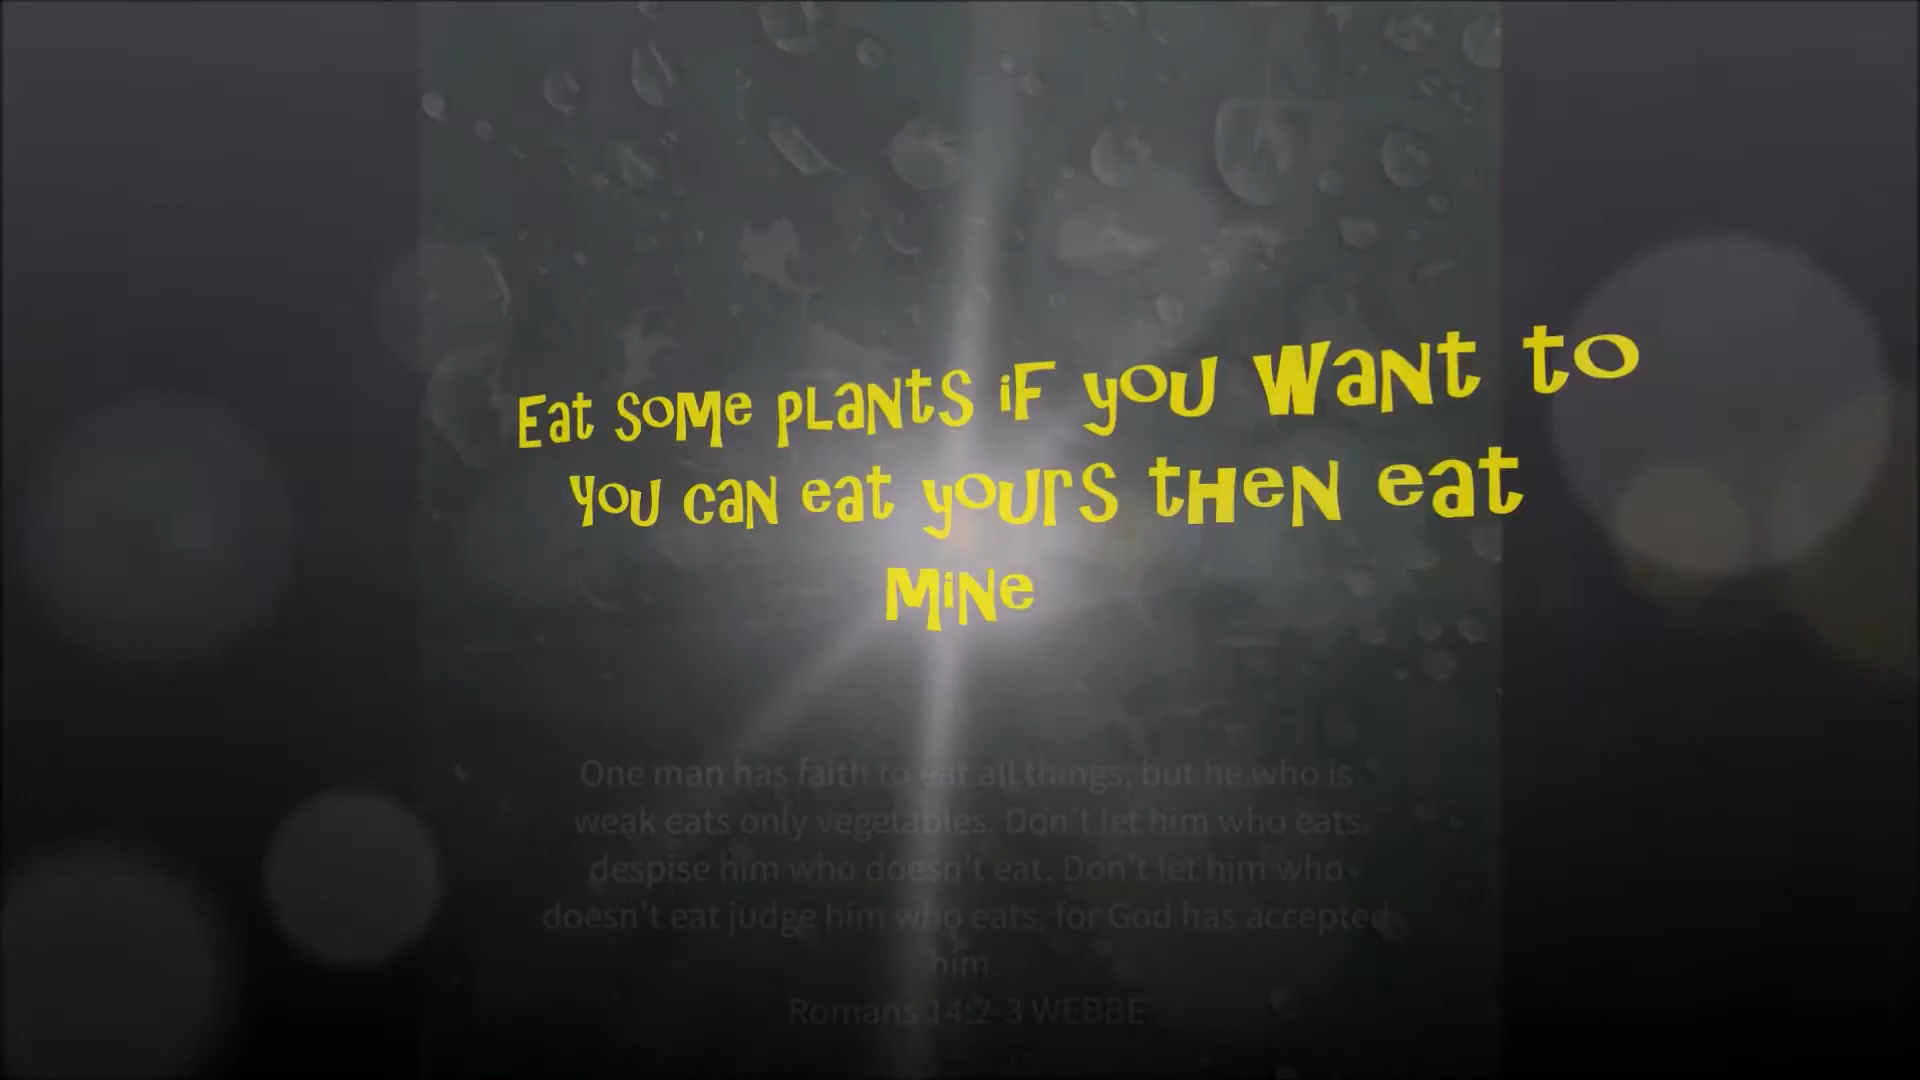 Eat some plants if you want to
you can eat yours then eat
mine
One man has faith to eat all things, but he who is
weak eats only vegetables. Don't let him who eats
despise him who doesn't eat. Don't let him who
doesn't eat judge him who eats, for God has accepted
him.
Romans 14:2-3 WEBBE